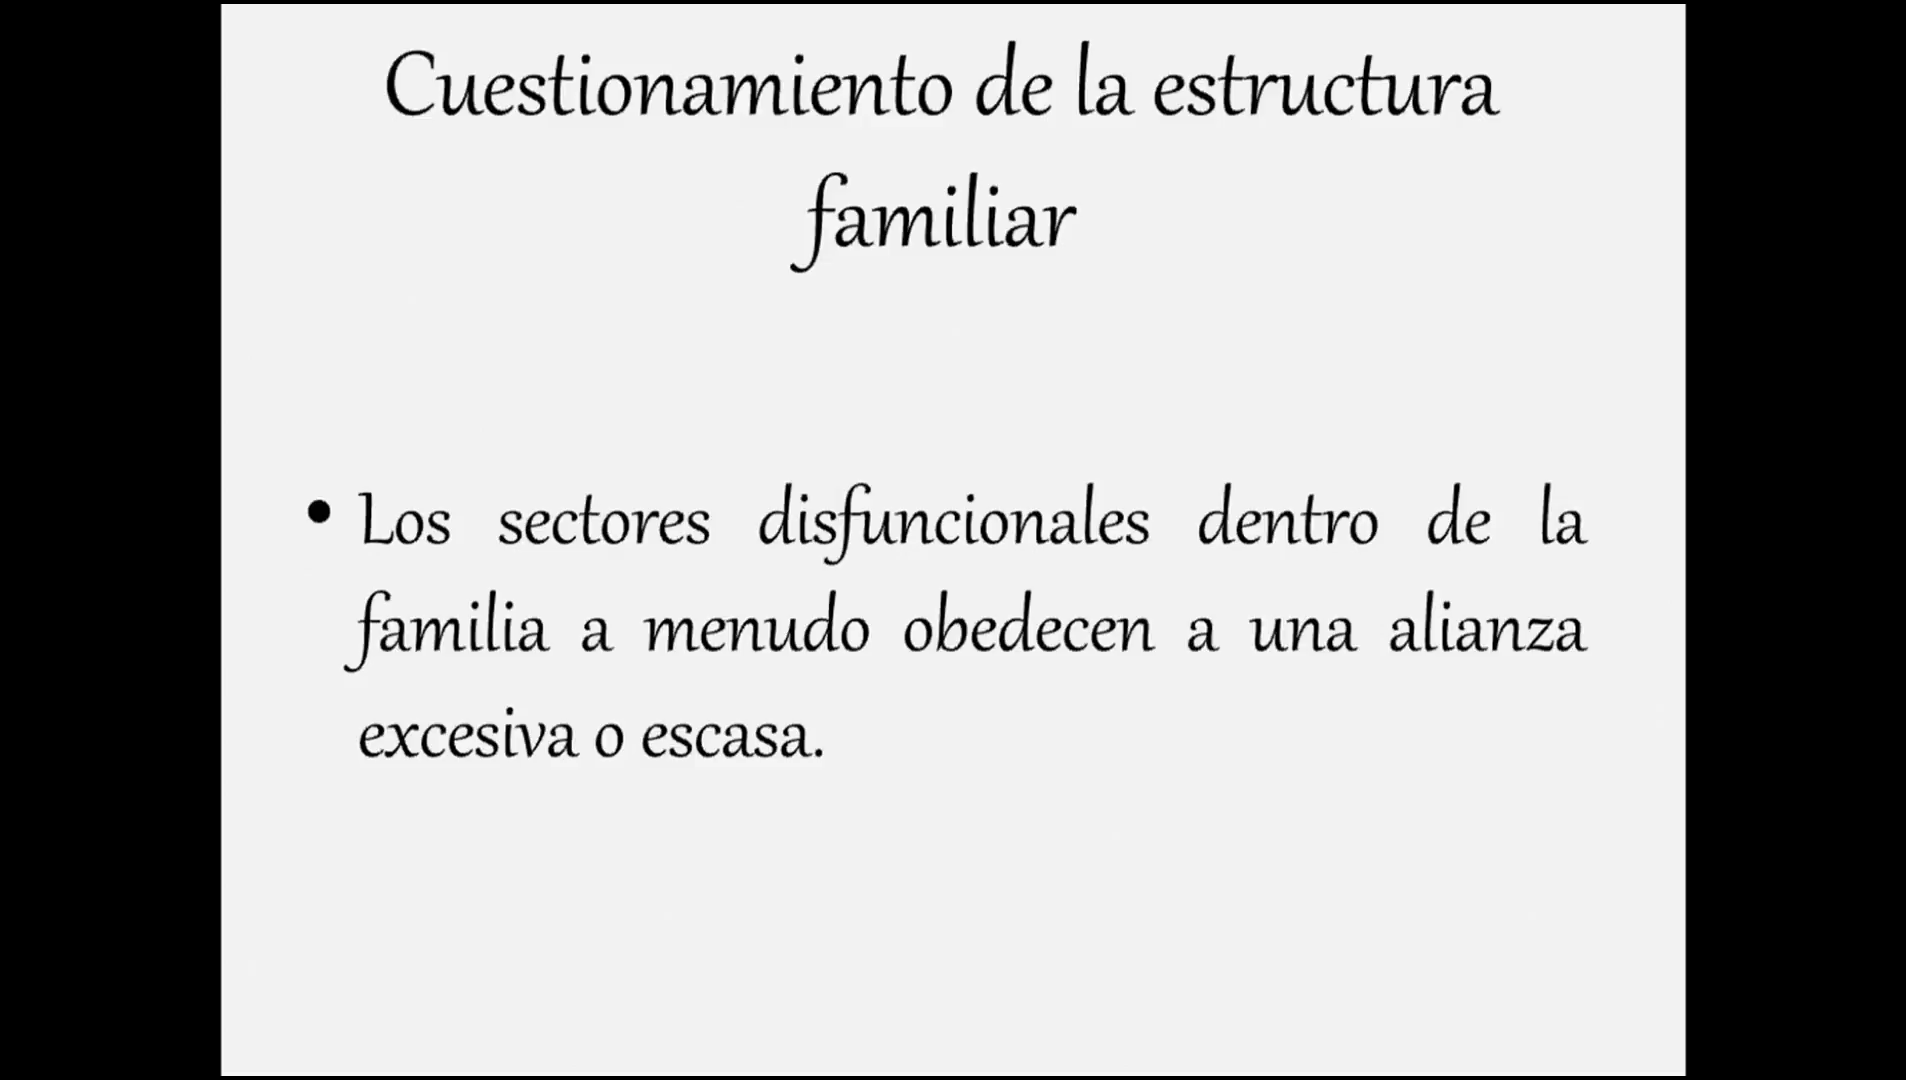 Cuestionamiento de la estructura
familiar
• Los sectores disfuncionales dentro de la
familia a menudo obedecen a una alianza
excesiva o escasa.